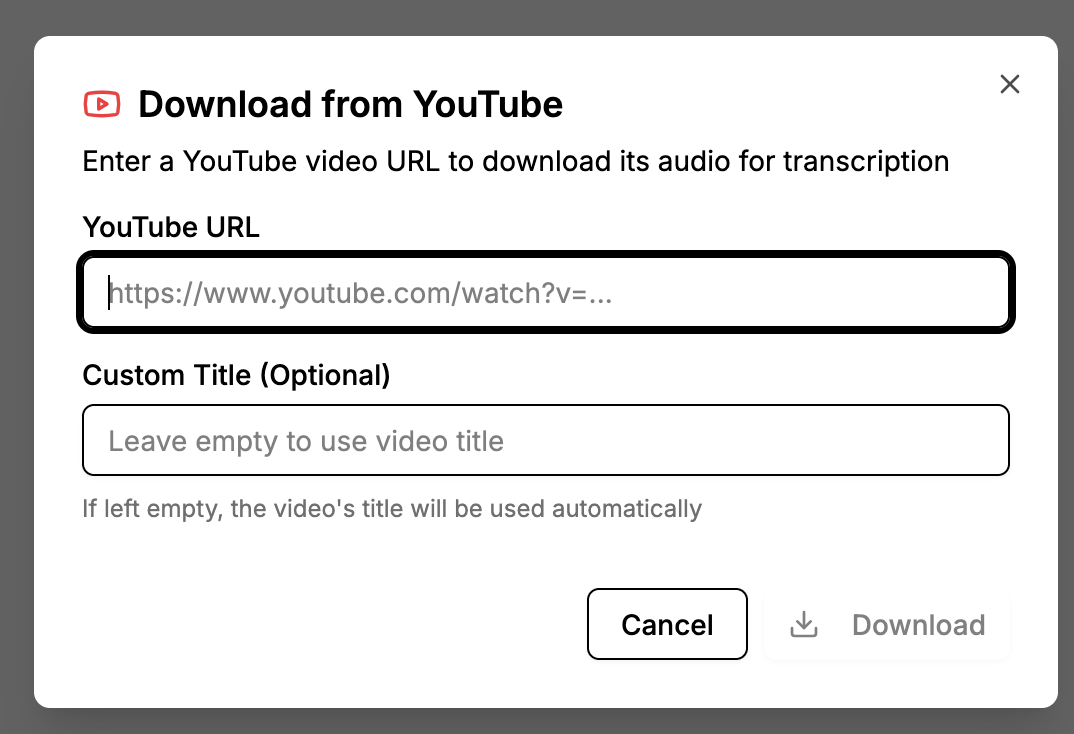 Download from YouTube
Enter a YouTube video URL to download its audio for transcription
YouTube URL
https://www.youtube.com/watch?v=...
Custom Title (Optional)
Leave empty to use video title
If left empty, the video's title will be used automatically
Cancel
Download